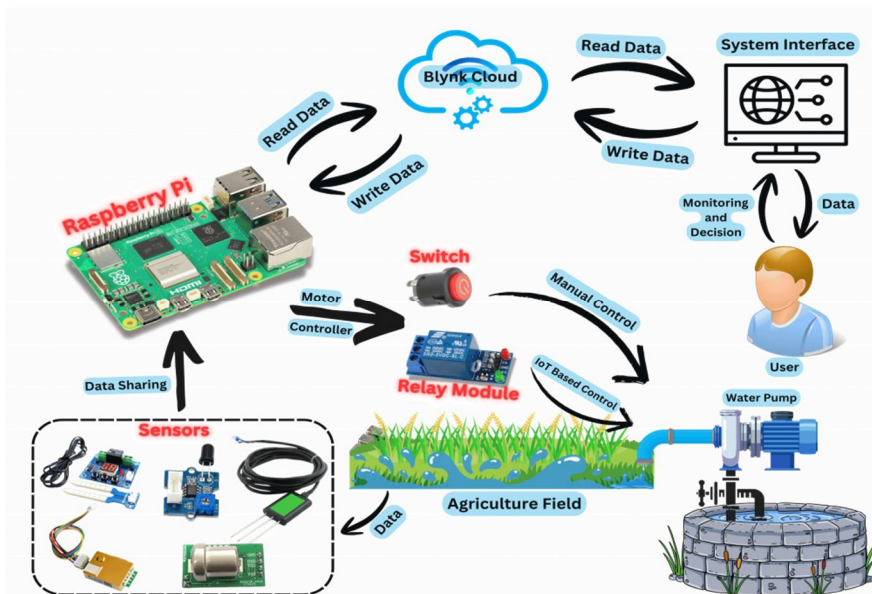 Blynk Cloud
Read Data
System Interface
Read Data
Write Data
Write Data
Raspberry Pi
Monitoring
and
Decision
Data
Switch
Motor
Controller
Manual Control
HDMI
Relay Module
IoT Based Control
User
Data Sharing
Water Pump
Sensors
Agriculture Field
Data